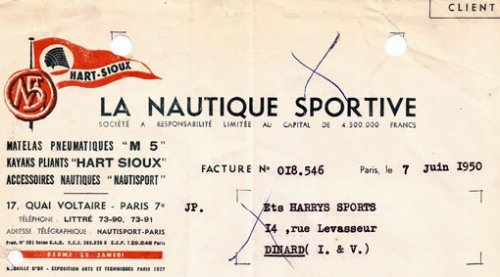 CLIENT
HART-SIOUX
N5
LA NAUTIQUE SPORTIVE
SOCIÉTÉ A RESPONSABILITÉ LIMITÉE AU CAPITAL DE 4.500.000 FRANCS
MATELAS PNEUMATIQUES "M 5"
KAYAKS PLIANTS "HART SIOUX"
ACCESSOIRES NAUTIQUES "NAUTISPORT"
FACTURE No 018.546 Paris, le 7 Juin 1950
17, QUAI VOLTAIRE - PARIS 7e
TÉLÉPHONE: LITTRÉ 73-90, 73-91
ADRESSE TÉLÉGRAPHIQUE: NAUTISPORT-PARIS
FERMÉ LE SAMEDI
MÉDAILLE D'OR - EXPOSITION ARTS ET TECHNIQUES PARIS 1937
JP. Ets HARRYS SPORTS
14 ,rue Levasseur
DINARD (I. & V.)